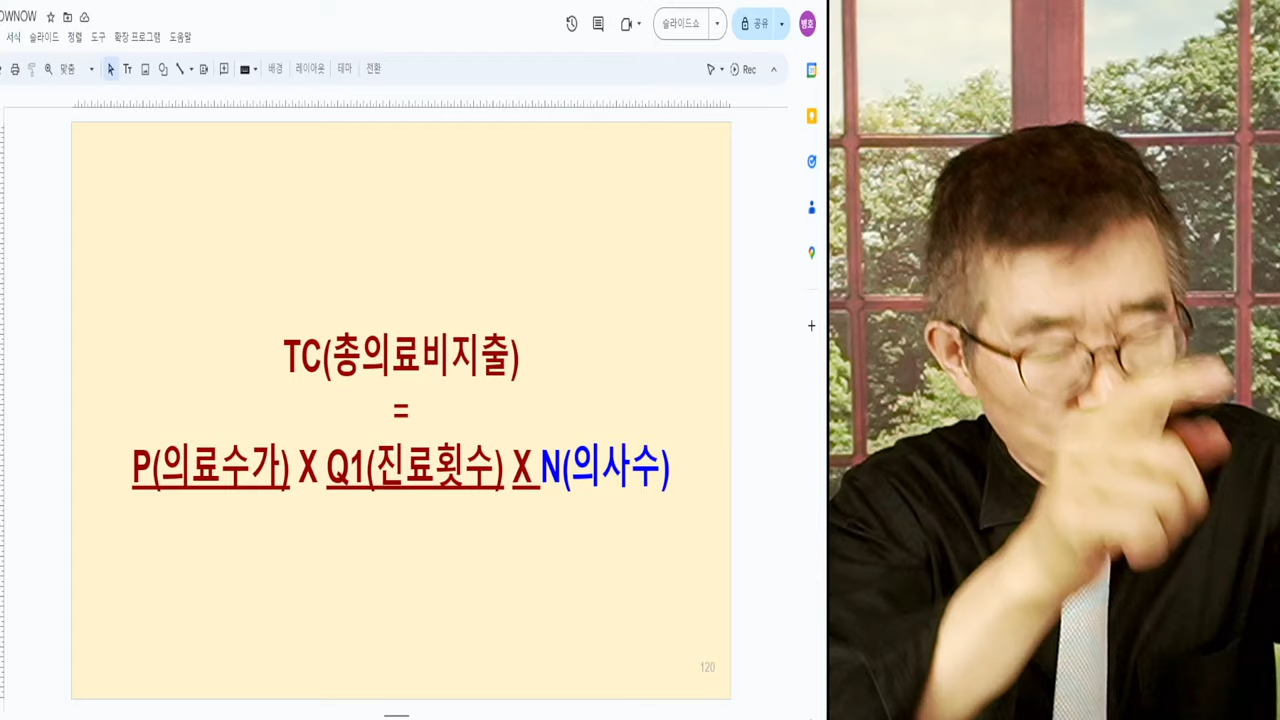 OWNOW
서식 슬라이드 정렬 도구 확장 프로그램 도움말
슬라이드쇼
공유
병호
맞춤
Tт
배경 레이아웃 테마 전환
Rec
TC(총의료비지출)
=
P(의료수가) X Q1(진료횟수) X N(의사수)
120